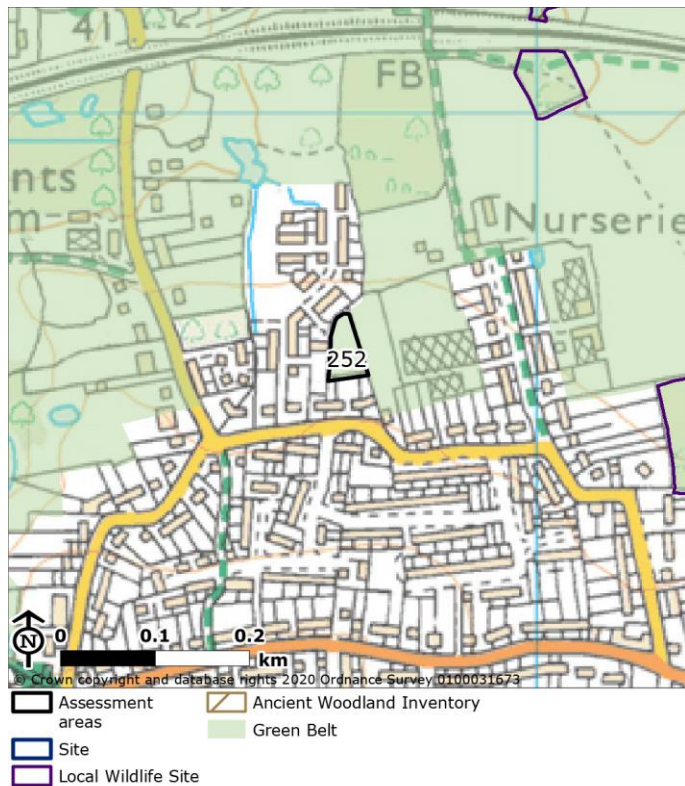 41
FB
nts
m
Nurserie
252
N
0 0.1 0.2
km
© Crown copyright and database rights 2020 Ordnance Survey 0100031673
Assessment areas
Ancient Woodland Inventory
Green Belt
Site
Local Wildlife Site